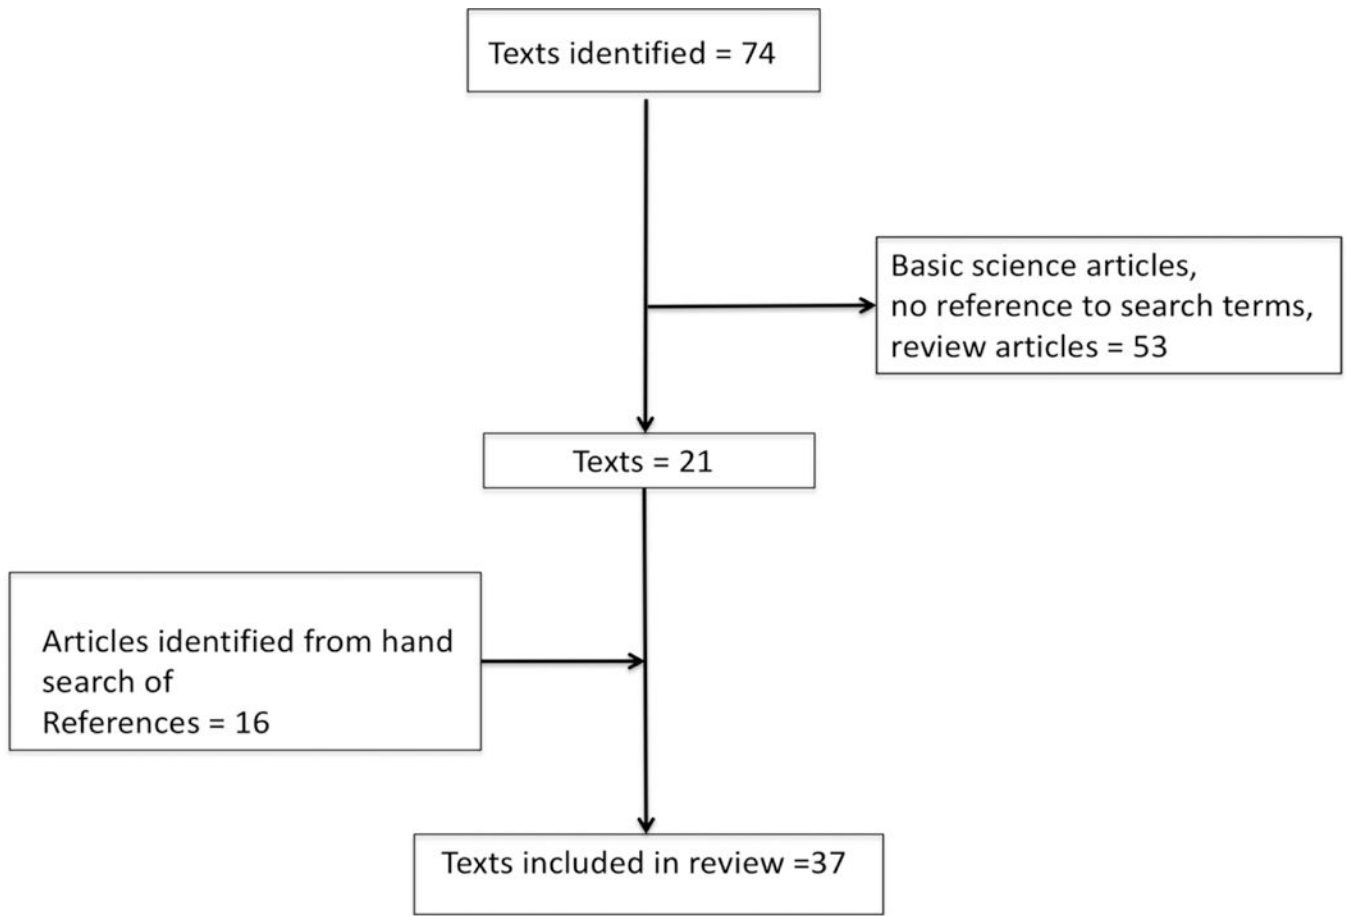 Texts identified = 74
Basic science articles,
no reference to search terms,
review articles = 53
Texts = 21
Articles identified from hand
search of
References = 16
Texts included in review =37